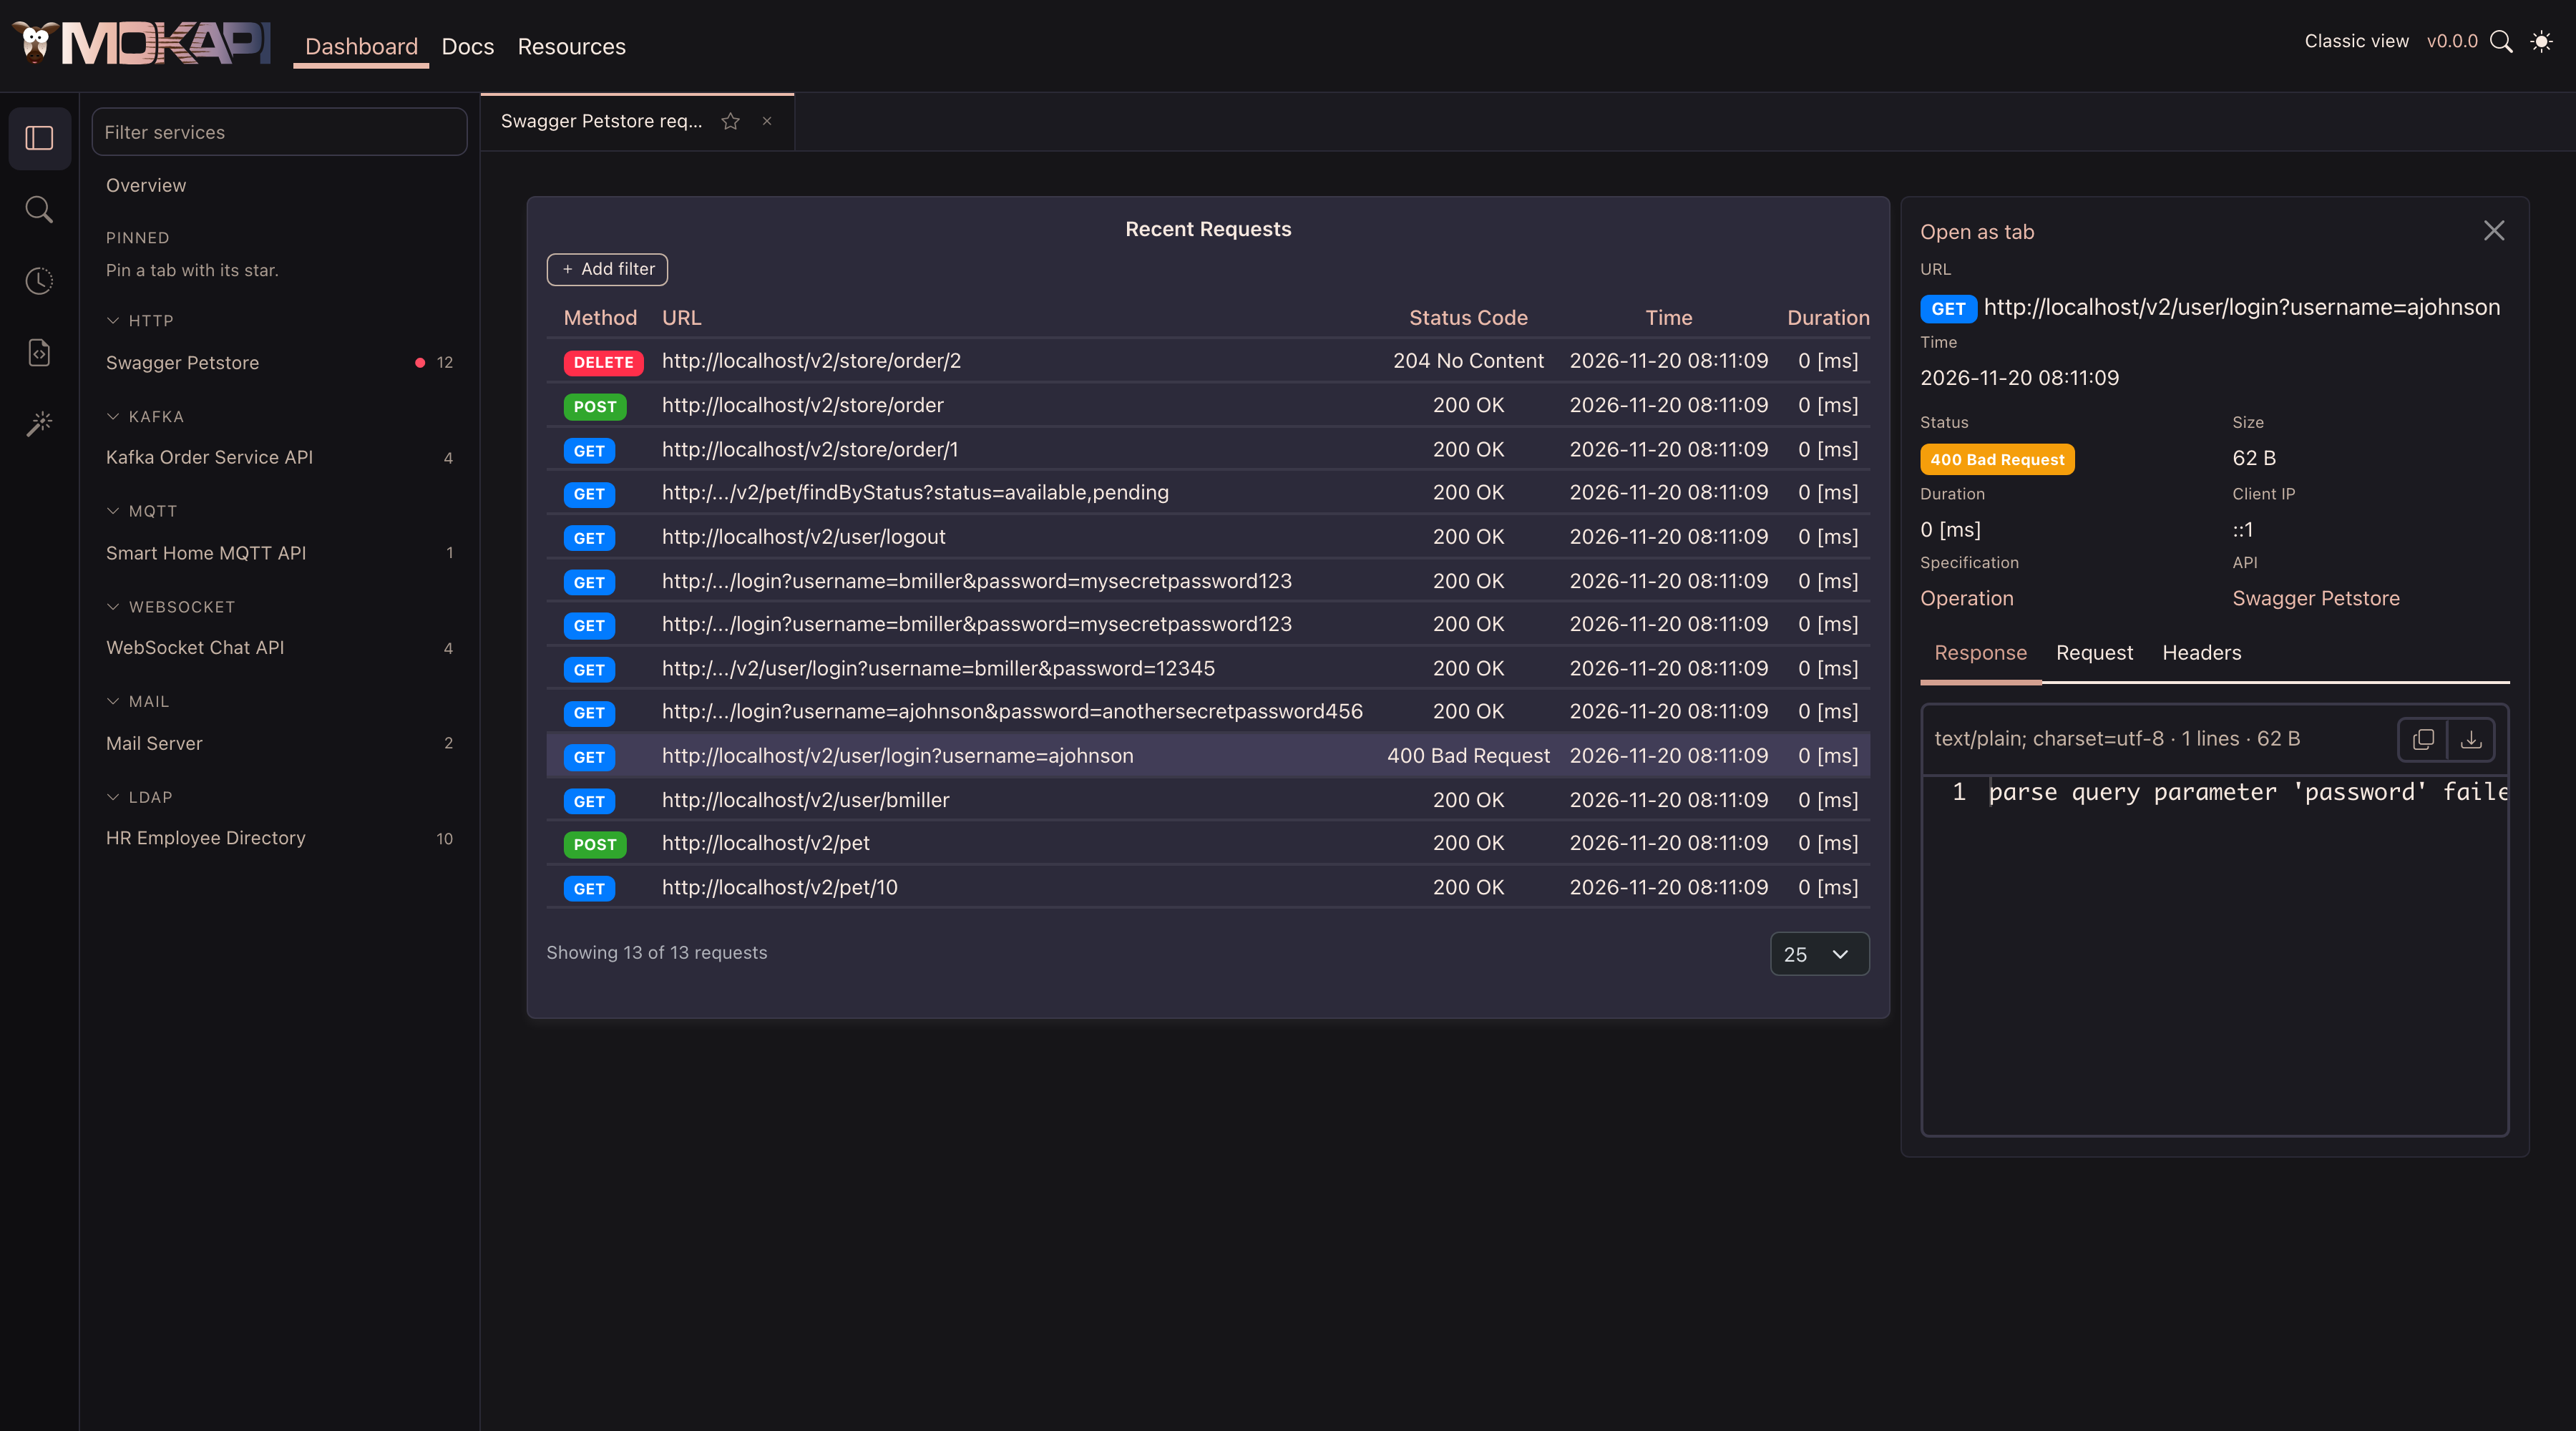 MOKAPI
Dashboard Docs Resources
Classic view v0.0.0
Filter services
Overview
PINNED
Pin a tab with its star.
HTTP
Swagger Petstore 12
KAFKA
Kafka Order Service API 4
MQTT
Smart Home MQTT API 1
WEBSOCKET
WebSocket Chat API 4
MAIL
Mail Server 2
LDAP
HR Employee Directory 10
Swagger Petstore req...
Recent Requests
+ Add filter
Method URL Status Code Time Duration
DELETE http://localhost/v2/store/order/2 204 No Content 2026-11-20 08:11:09 0 [ms]
POST http://localhost/v2/store/order 200 OK 2026-11-20 08:11:09 0 [ms]
GET http://localhost/v2/store/order/1 200 OK 2026-11-20 08:11:09 0 [ms]
GET http:/.../v2/pet/findByStatus?status=available,pending 200 OK 2026-11-20 08:11:09 0 [ms]
GET http://localhost/v2/user/logout 200 OK 2026-11-20 08:11:09 0 [ms]
GET http:/.../login?username=bmiller&password=mysecretpassword123 200 OK 2026-11-20 08:11:09 0 [ms]
GET http:/.../login?username=bmiller&password=mysecretpassword123 200 OK 2026-11-20 08:11:09 0 [ms]
GET http:/.../v2/user/login?username=bmiller&password=12345 200 OK 2026-11-20 08:11:09 0 [ms]
GET http:/.../login?username=ajohnson&password=anothersecretpassword456 200 OK 2026-11-20 08:11:09 0 [ms]
GET http://localhost/v2/user/login?username=ajohnson 400 Bad Request 2026-11-20 08:11:09 0 [ms]
GET http://localhost/v2/user/bmiller 200 OK 2026-11-20 08:11:09 0 [ms]
POST http://localhost/v2/pet 200 OK 2026-11-20 08:11:09 0 [ms]
GET http://localhost/v2/pet/10 200 OK 2026-11-20 08:11:09 0 [ms]
Showing 13 of 13 requests 25
Open as tab
URL
GET http://localhost/v2/user/login?username=ajohnson
Time
2026-11-20 08:11:09
Status Size
400 Bad Request 62 B
Duration Client IP
0 [ms] ::1
Specification API
Operation Swagger Petstore
Response Request Headers
text/plain; charset=utf-8 · 1 lines · 62 B
1 parse query parameter 'password' faile